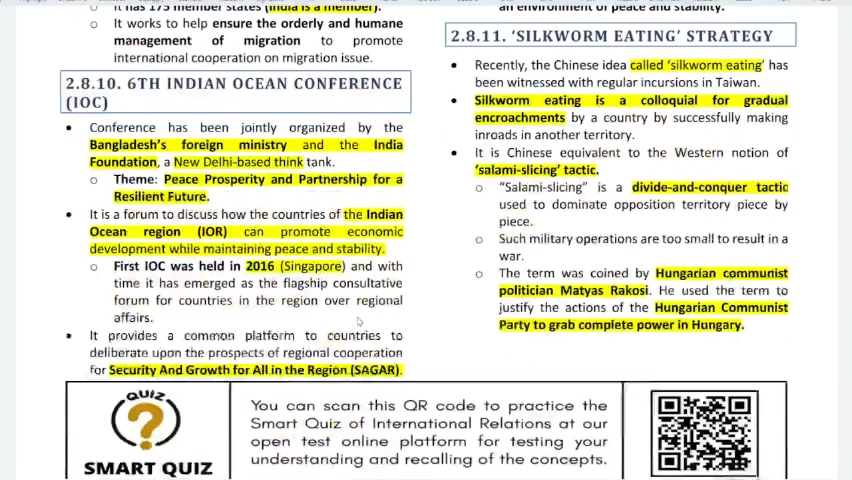 It has 175 member states (India is a member).
o It works to help ensure the orderly and humane
management of migration to promote
international cooperation on migration issue.
2.8.10. 6TH INDIAN OCEAN CONFERENCE
(IOC)
• Conference has been jointly organized by the
Bangladesh's foreign ministry and the India
Foundation, a New Delhi-based think tank.
o Theme: Peace Prosperity and Partnership for a
Resilient Future.
• It is a forum to discuss how the countries of the Indian
Ocean region (IOR) can promote economic
development while maintaining peace and stability.
o First IOC was held in 2016 (Singapore) and with
time it has emerged as the flagship consultative
forum for countries in the region over regional
affairs.
• It provides a common platform to countries to
deliberate upon the prospects of regional cooperation
for Security And Growth for All in the Region (SAGAR).
an environment of peace and stability.
2.8.11. 'SILKWORM EATING' STRATEGY
• Recently, the Chinese idea called 'silkworm eating' has
been witnessed with regular incursions in Taiwan.
• Silkworm eating is a colloquial for gradual
encroachments by a country by successfully making
inroads in another territory.
• It is Chinese equivalent to the Western notion of
'salami-slicing' tactic.
o "Salami-slicing" is a divide-and-conquer tactic
used to dominate opposition territory piece by
piece.
o Such military operations are too small to result in a
war.
o The term was coined by Hungarian communist
politician Matyas Rakosi. He used the term to
justify the actions of the Hungarian Communist
Party to grab complete power in Hungary.
QUIZ
SMART QUIZ
You can scan this QR code to practice the
Smart Quiz of International Relations at our
open test online platform for testing your
understanding and recalling of the concepts.